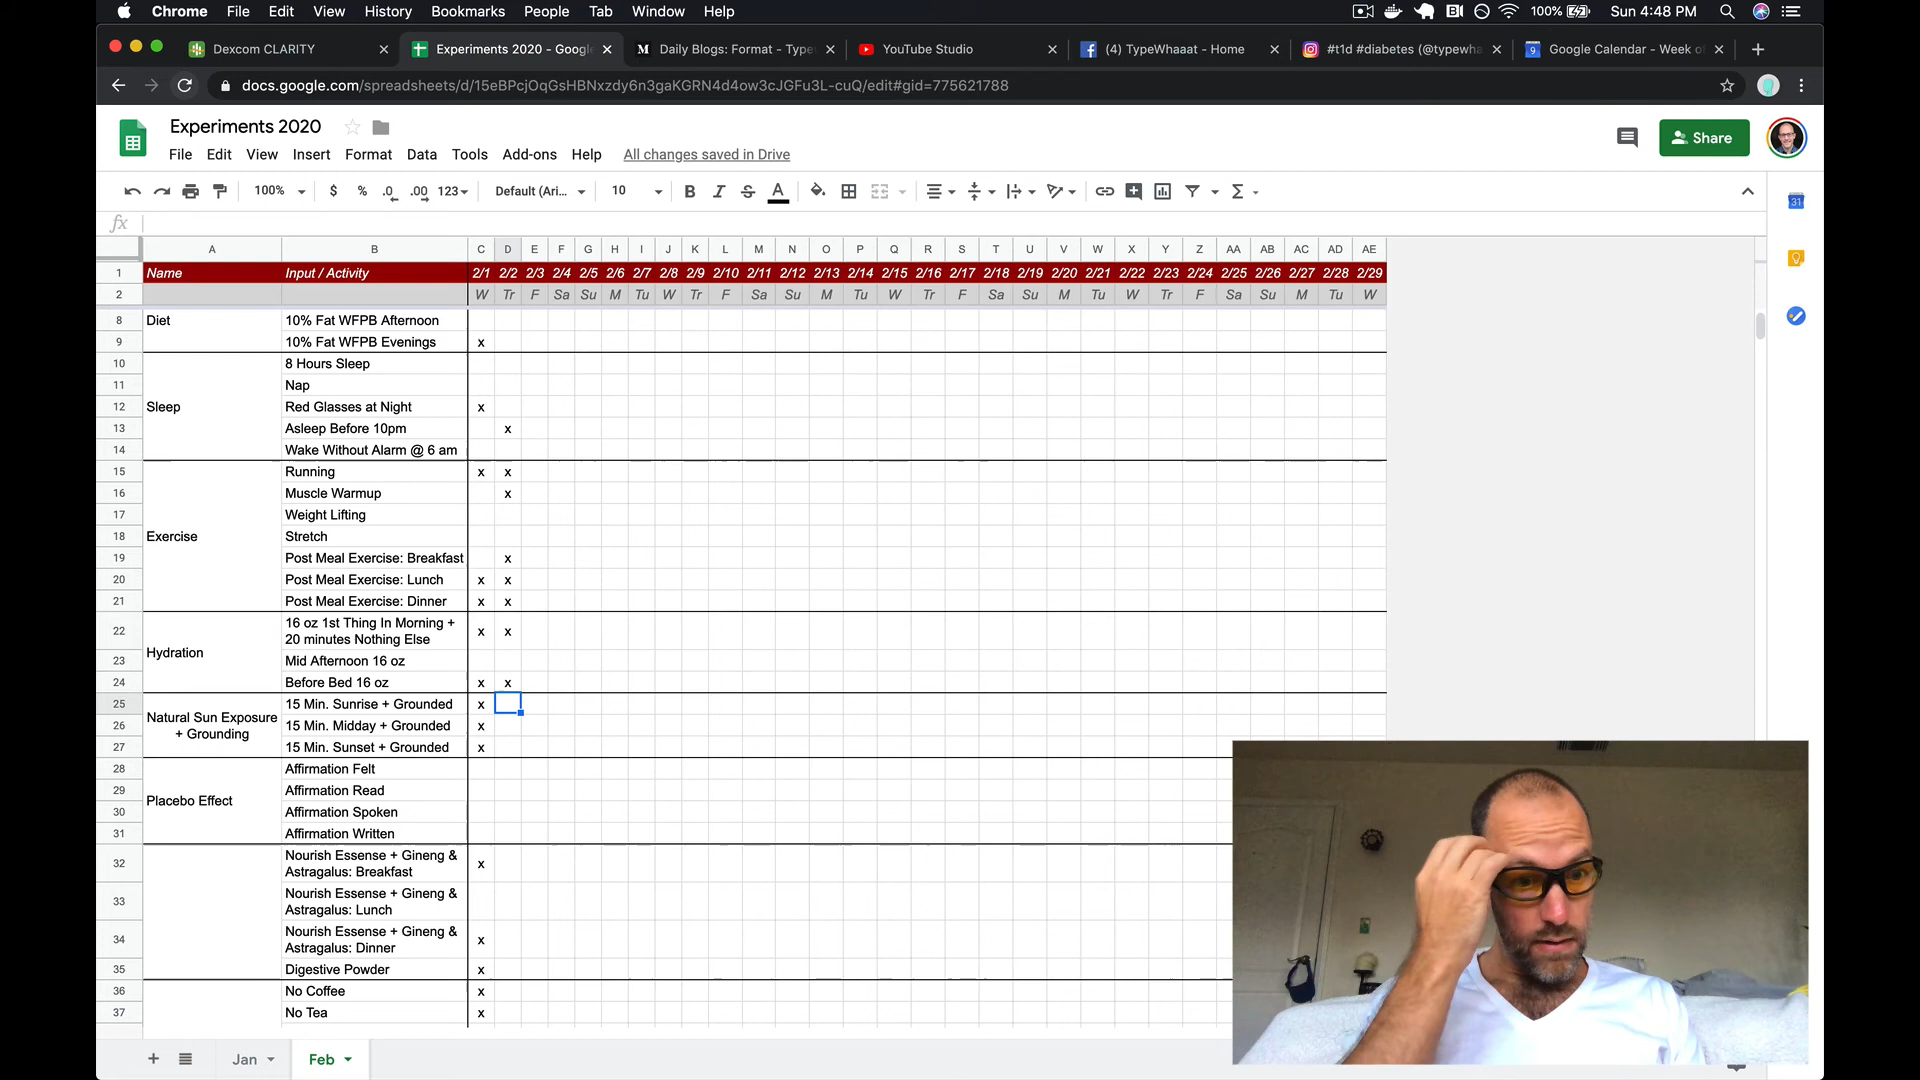 Chrome File Edit View History Bookmarks People Tab Window Help 100% Sun 4:48 PM
Dexcom CLARITY Experiments 2020 - Google Daily Blogs: Format - Type YouTube Studio (4) TypeWhaaat - Home #t1d #diabetes (@typewha Google Calendar - Week o
docs.google.com/spreadsheets/d/15eBPcjOqGsHBNxzdy6n3gaKGRN4d4ow3cJGFu3L-cuQ/edit#gid=775621788
Experiments 2020
Share
File Edit View Insert Format Data Tools Add-ons Help All changes saved in Drive
100% $ % .0 .00 123 Default (Ari... 10 B I S A Σ
31
fx
A B C D E F G H I J K L M N O P Q R S T U V W X Y Z AA AB AC AD AE
1 Name Input / Activity 2/1 2/2 2/3 2/4 2/5 2/6 2/7 2/8 2/9 2/10 2/11 2/12 2/13 2/14 2/15 2/16 2/17 2/18 2/19 2/20 2/21 2/22 2/23 2/24 2/25 2/26 2/27 2/28 2/29
2 W Tr F Sa Su M Tu W Tr F Sa Su M Tu W Tr F Sa Su M Tu W Tr F Sa Su M Tu W
8 Diet 10% Fat WFPB Afternoon
9 10% Fat WFPB Evenings x
10 8 Hours Sleep
11 Nap
12 Sleep Red Glasses at Night x
13 Asleep Before 10pm x
14 Wake Without Alarm @ 6 am
15 Running x x
16 Muscle Warmup x
17 Weight Lifting
18 Exercise Stretch
19 Post Meal Exercise: Breakfast x
20 Post Meal Exercise: Lunch x x
21 Post Meal Exercise: Dinner x x
22 16 oz 1st Thing In Morning +
20 minutes Nothing Else x x
Hydration
23 Mid Afternoon 16 oz
24 Before Bed 16 oz x x
25 15 Min. Sunrise + Grounded x
Natural Sun Exposure
+ Grounding
26 15 Min. Midday + Grounded x
27 15 Min. Sunset + Grounded x
28 Affirmation Felt
29 Affirmation Read
Placebo Effect
30 Affirmation Spoken
31 Affirmation Written
32 Nourish Essense + Gineng &
Astragalus: Breakfast x
33 Nourish Essense + Gineng &
Astragalus: Lunch
34 Nourish Essense + Gineng &
Astragalus: Dinner x
35 Digestive Powder x
36 No Coffee x
37 No Tea x
Jan Feb